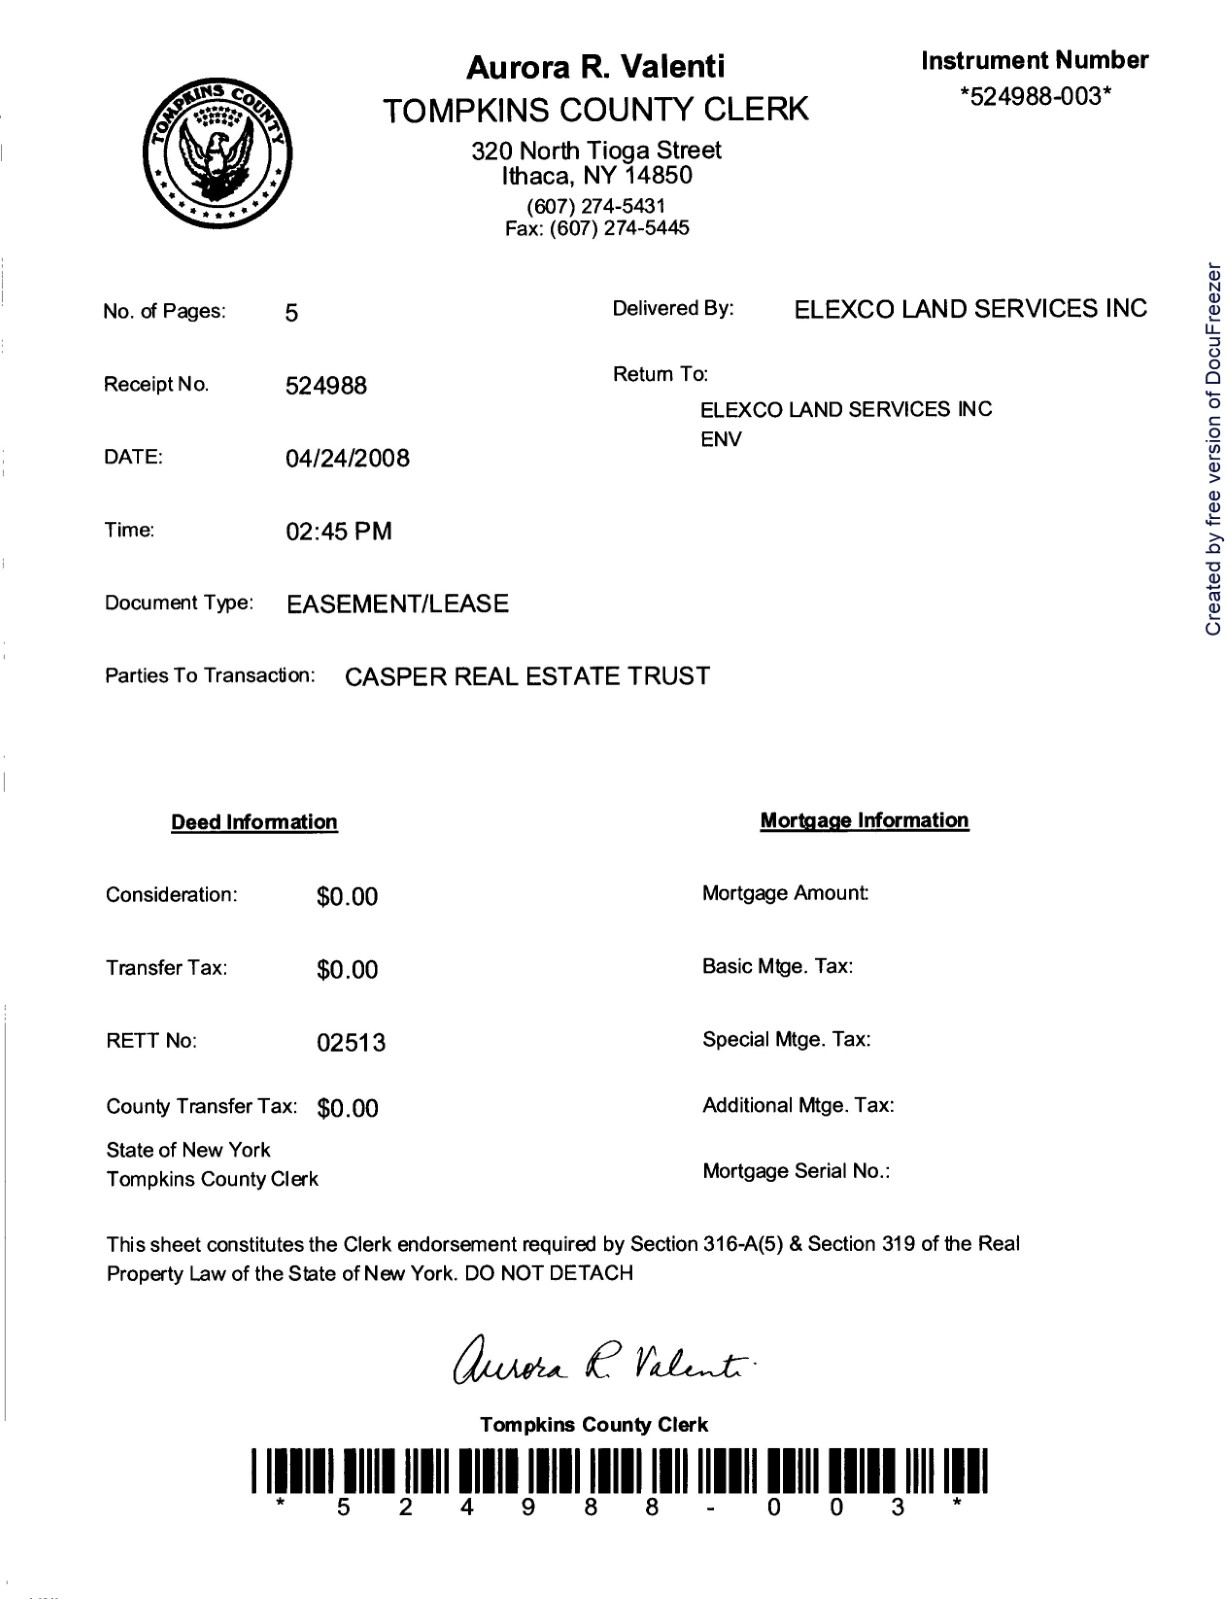 Aurora R. Valenti
TOMPKINS COUNTY CLERK
320 North Tioga Street
Ithaca, NY 14850
(607) 274-5431
Fax: (607) 274-5445
Instrument Number
*524988-003*
TOMPKINS COUNTY
No. of Pages: 5
Delivered By: ELEXCO LAND SERVICES INC
Receipt No. 524988
Return To:
ELEXCO LAND SERVICES INC
ENV
DATE: 04/24/2008
Time: 02:45 PM
Document Type: EASEMENT/LEASE
Parties To Transaction: CASPER REAL ESTATE TRUST
Deed Information
Mortgage Information
Consideration: $0.00
Mortgage Amount:
Transfer Tax: $0.00
Basic Mtge. Tax:
RETT No: 02513
Special Mtge. Tax:
County Transfer Tax: $0.00
Additional Mtge. Tax:
State of New York
Tompkins County Clerk
Mortgage Serial No.:
This sheet constitutes the Clerk endorsement required by Section 316-A(5) & Section 319 of the Real
Property Law of the State of New York. DO NOT DETACH
Aurora R. Valenti
Tompkins County Clerk
* 5 2 4 9 8 8 - 0 0 3 *
Created by free version of DocuFreezer